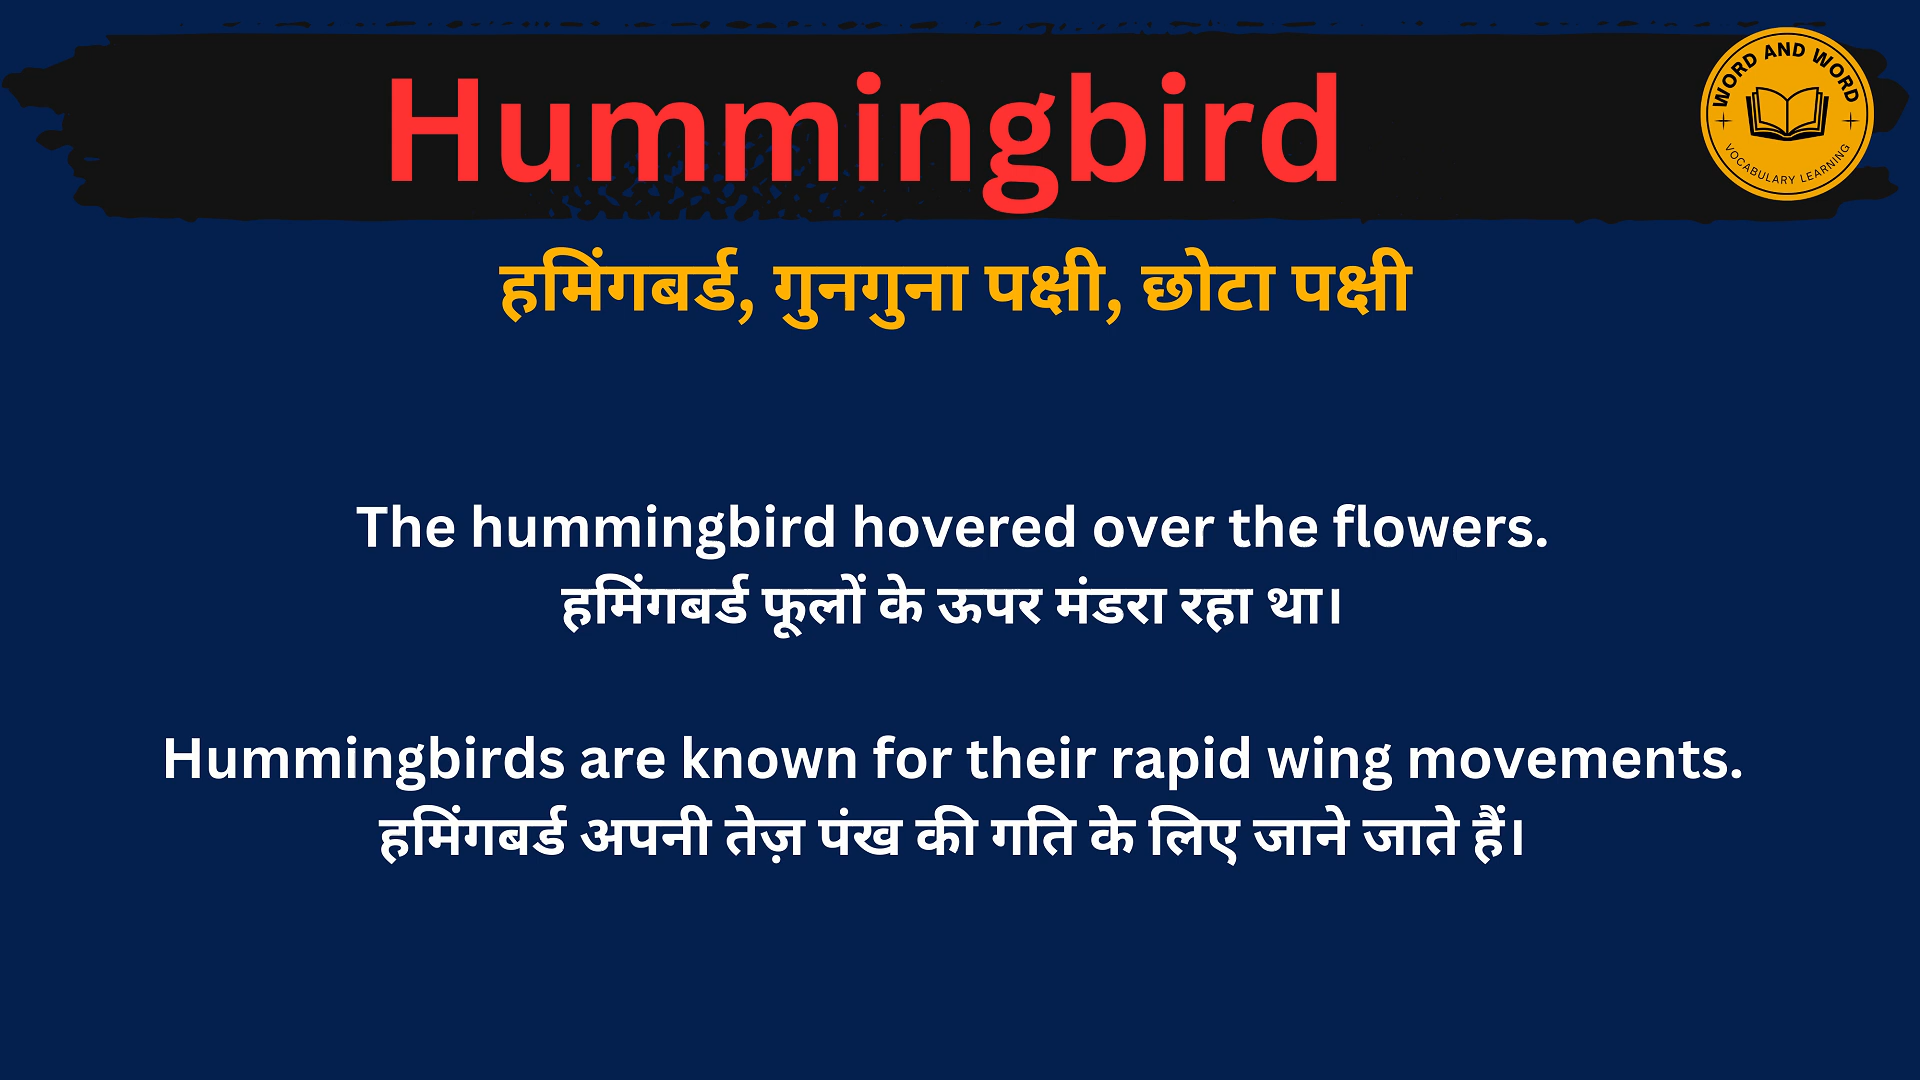 Hummingbird
WORD AND WORD
VOCABULARY LEARNING
हमिंगबर्ड, गुनगुना पक्षी, छोटा पक्षी
The hummingbird hovered over the flowers.
हमिंगबर्ड फूलों के ऊपर मंडरा रहा था।
Hummingbirds are known for their rapid wing movements.
हमिंगबर्ड अपनी तेज़ पंख की गति के लिए जाने जाते हैं।